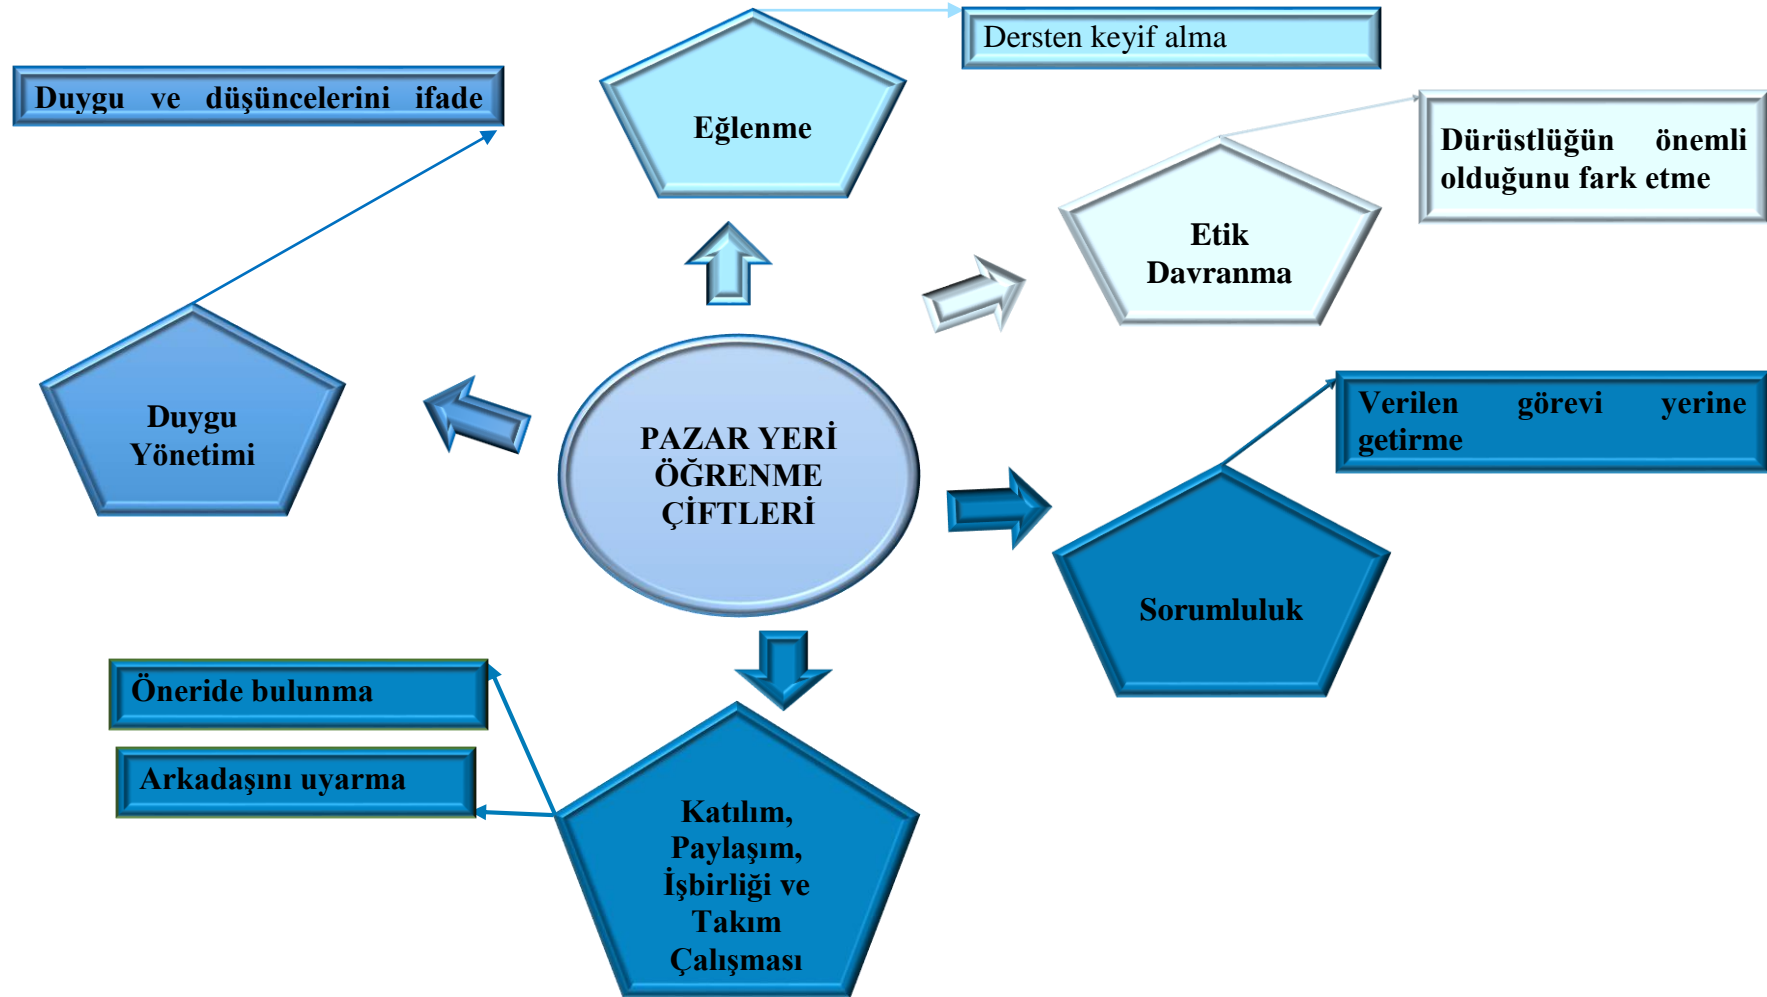 Dersten keyif alma
Duygu ve düşüncelerini ifade
Eğlenme
Dürüstlüğün önemli
olduğunu fark etme
Etik
Davranma
Duygu
Yönetimi
PAZAR YERİ
ÖĞRENME
ÇİFTLERİ
Verilen görevi yerine
getirme
Sorumluluk
Öneride bulunma
Arkadaşını uyarma
Katılım,
Paylaşım,
İşbirliği ve
Takım
Çalışması